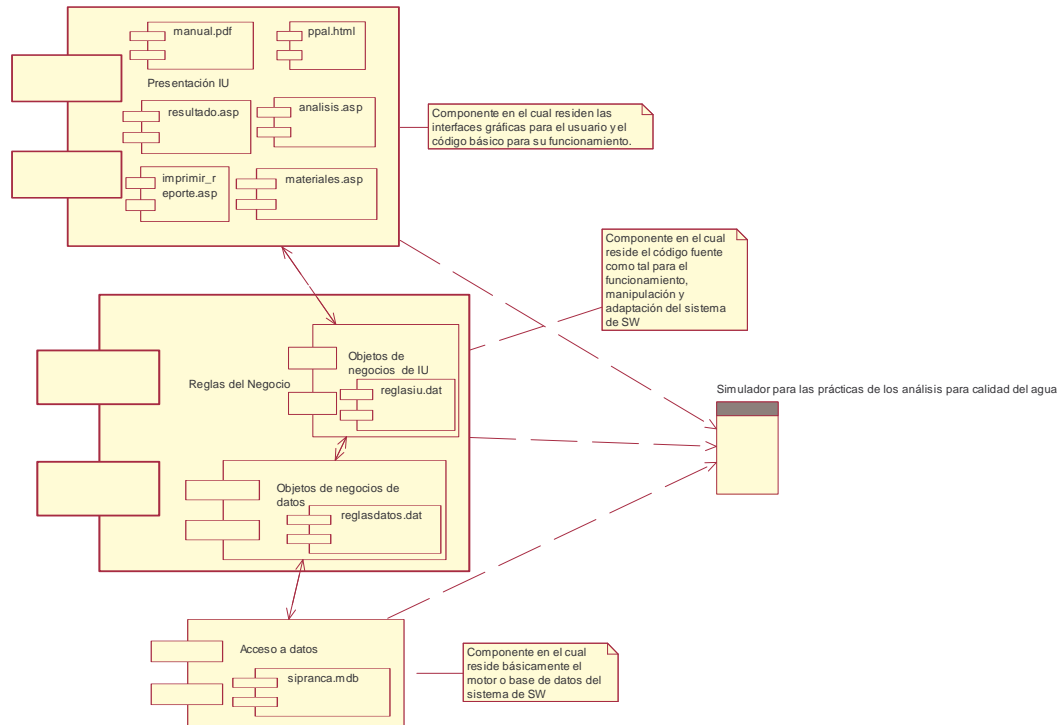 manual.pdf
ppal.html
Presentación IU
resultado.asp
analisis.asp
imprimir_r
eporte.asp
materiales.asp
Componente en el cual residen las
interfaces gráficas para el usuario y el
código básico para su funcionamiento.
Componente en el cual
reside el código fuente
como tal para el
funcionamiento,
manipulación y
adaptación del sistema
de SW
Reglas del Negocio
Objetos de
negocios de IU
reglasiu.dat
Objetos de negocios de
datos
reglasdatos.dat
Simulador para las prácticas de los análisis para calidad del agua
Acceso a datos
sipranca.mdb
Componente en el cual
reside básicamente el
motor o base de datos del
sistema de SW